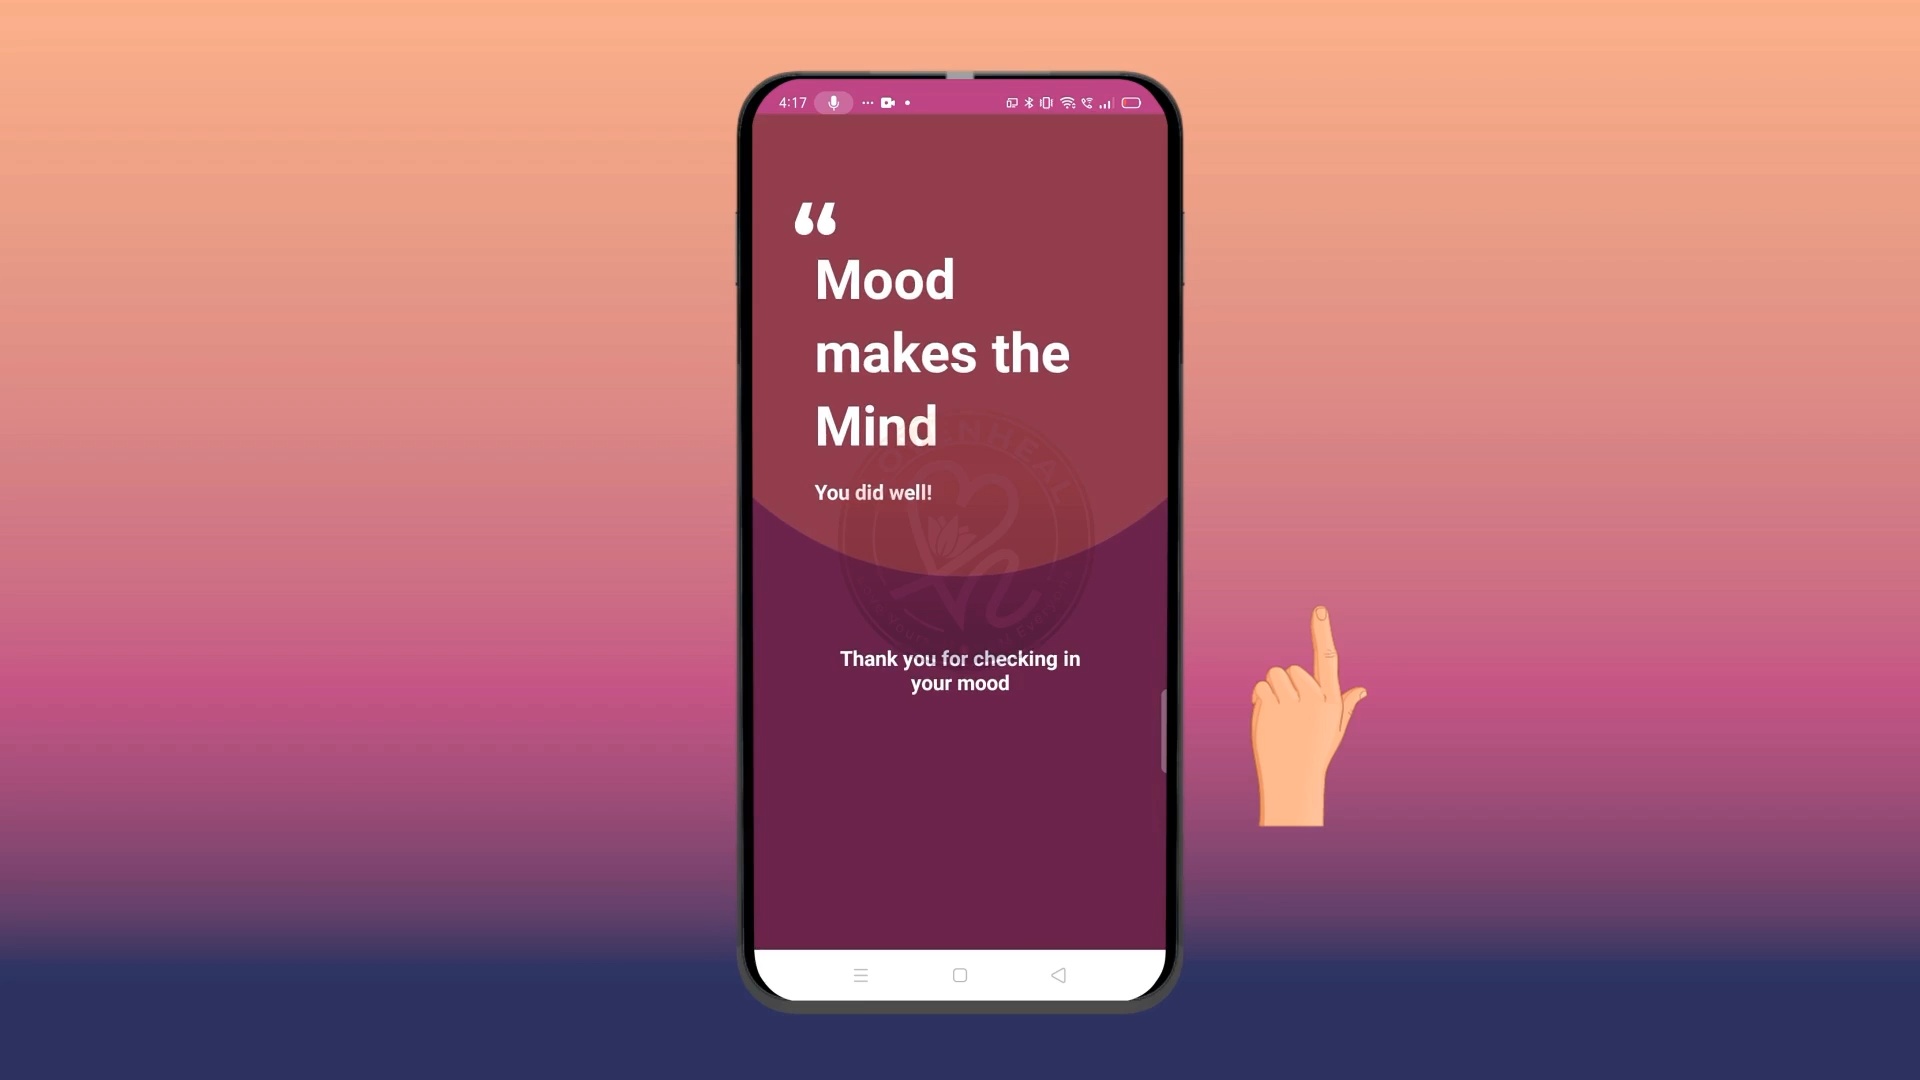 4:17
“
Mood
makes the
Mind
You did well!
Thank you for checking in
your mood